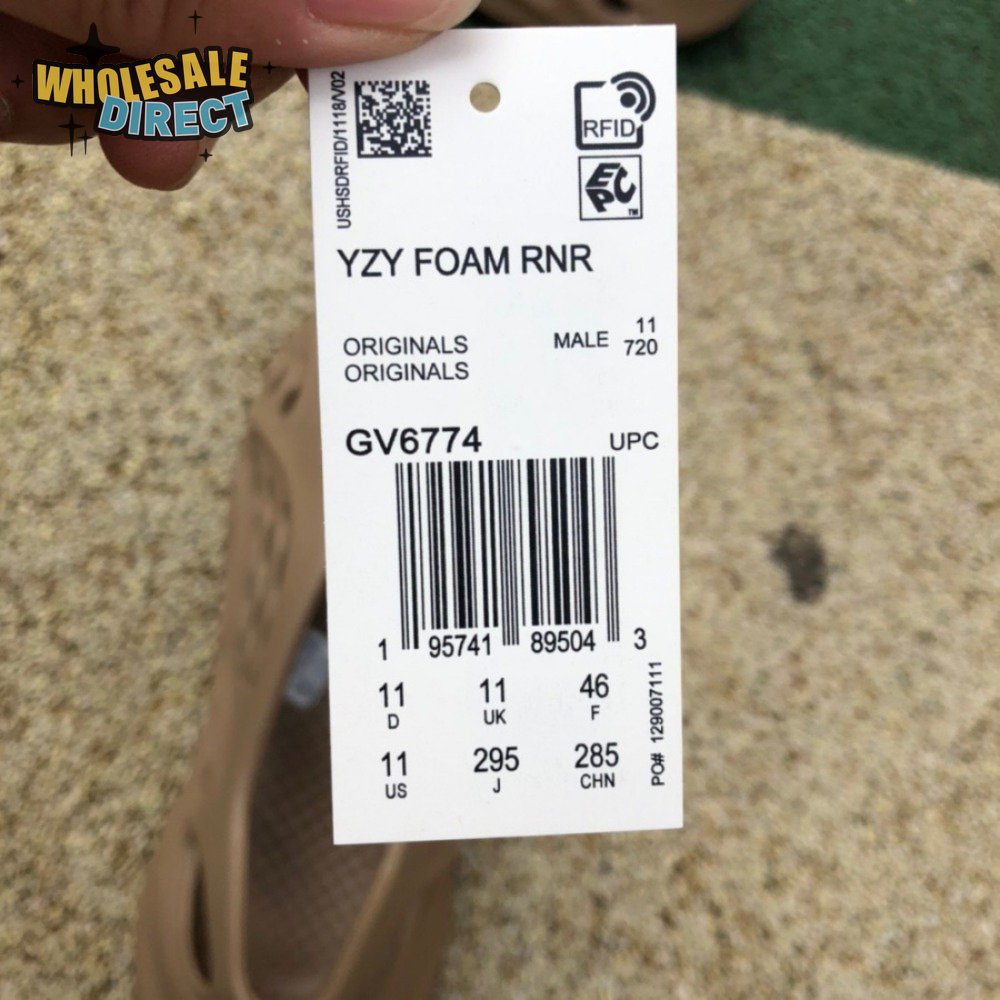 WHOLESALE
DIRECT
USHSDRFID/1118/V02
RFID
EPC
TM
YZY FOAM RNR
ORIGINALS MALE 11
ORIGINALS 720
GV6774 UPC
1 95741 89504 3
11 11 46
D UK F
11 295 285
US J CHN
PO# 129007111